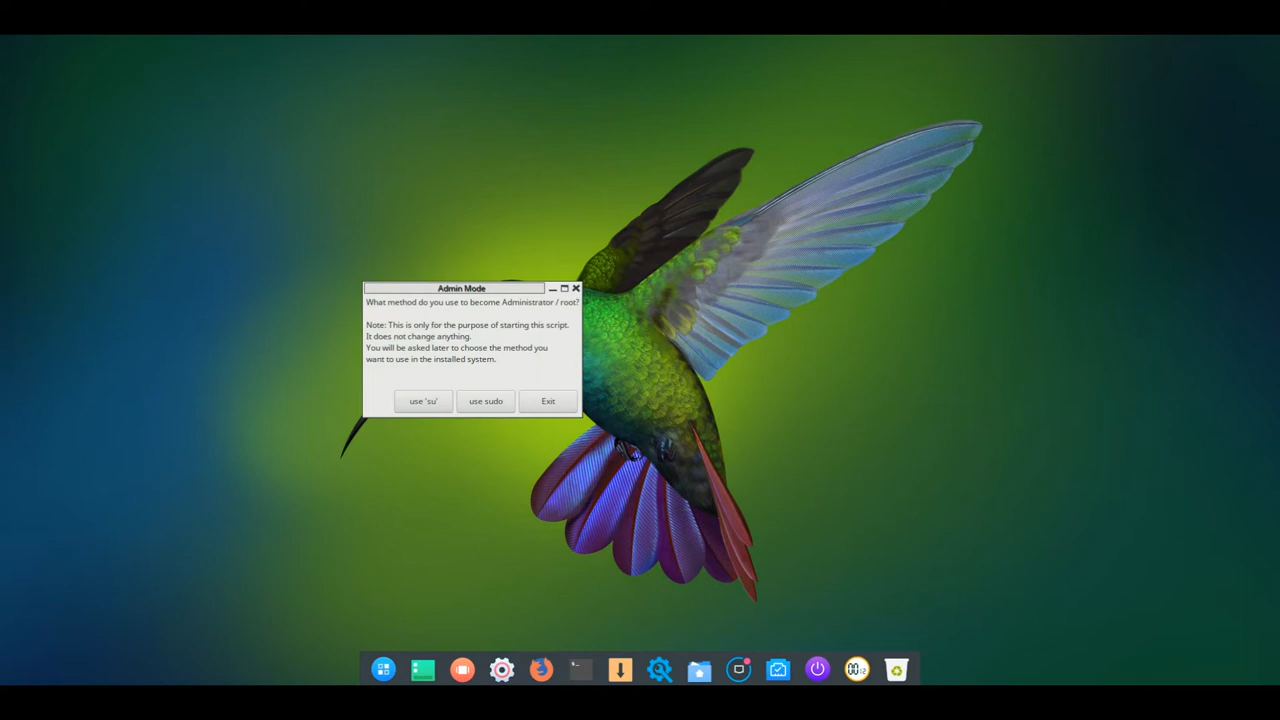 Admin Mode
What method do you use to become Administrator / root?
Note: This is only for the purpose of starting this script.
It does not change anything.
You will be asked later to choose the method you
want to use in the installed system.
use 'su' use sudo Exit
00 12